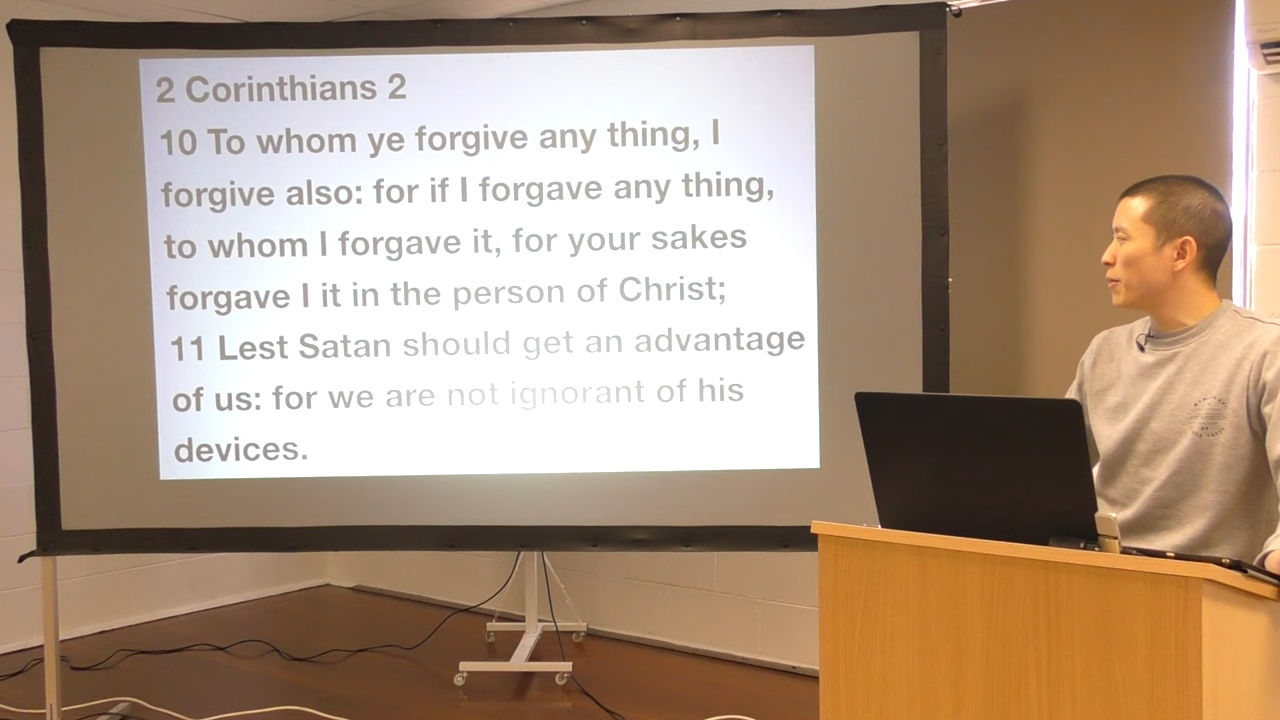 2 Corinthians 2
10 To whom ye forgive any thing, I
forgive also: for if I forgave any thing,
to whom I forgave it, for your sakes
forgave I it in the person of Christ;
11 Lest Satan should get an advantage
of us: for we are not ignorant of his
devices.